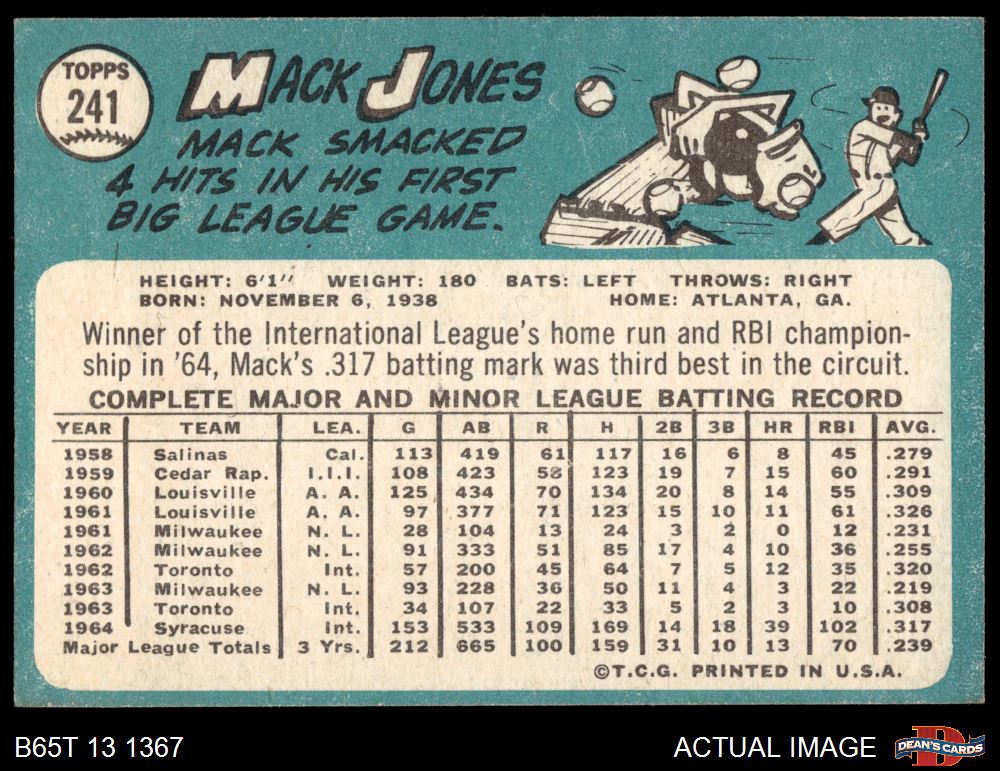 TOPPS
241
MACK JONES
MACK SMACKED
4 HITS IN HIS FIRST
BIG LEAGUE GAME.
HEIGHT: 6'1" WEIGHT: 180 BATS: LEFT THROWS: RIGHT
BORN: NOVEMBER 6, 1938 HOME: ATLANTA, GA.
Winner of the International League's home run and RBI champion-
ship in '64, Mack's .317 batting mark was third best in the circuit.
COMPLETE MAJOR AND MINOR LEAGUE BATTING RECORD
YEAR TEAM LEA. G AB R H 2B 3B HR RBI AVG.
1958 Salinas Cal. 113 419 61 117 16 6 8 45 .279
1959 Cedar Rap. I.I.I. 108 423 58 123 19 7 15 60 .291
1960 Louisville A. A. 125 434 70 134 20 8 14 55 .309
1961 Louisville A. A. 97 377 71 123 15 10 11 61 .326
1961 Milwaukee N. L. 28 104 13 24 3 2 0 12 .231
1962 Milwaukee N. L. 91 333 51 85 17 4 10 36 .255
1962 Toronto Int. 57 200 45 64 7 5 12 35 .320
1963 Milwaukee N. L. 93 228 36 50 11 4 3 22 .219
1963 Toronto Int. 34 107 22 33 5 2 3 10 .308
1964 Syracuse Int. 153 533 109 169 14 18 39 102 .317
Major League Totals 3 Yrs. 212 665 100 159 31 10 13 70 .239
©T.C.G. PRINTED IN U.S.A.
B65T 13 1367 ACTUAL IMAGE
DEAN'S CARDS